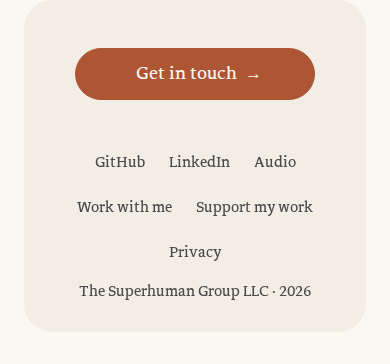 Get in touch →
GitHub LinkedIn Audio
Work with me Support my work
Privacy
The Superhuman Group LLC · 2026